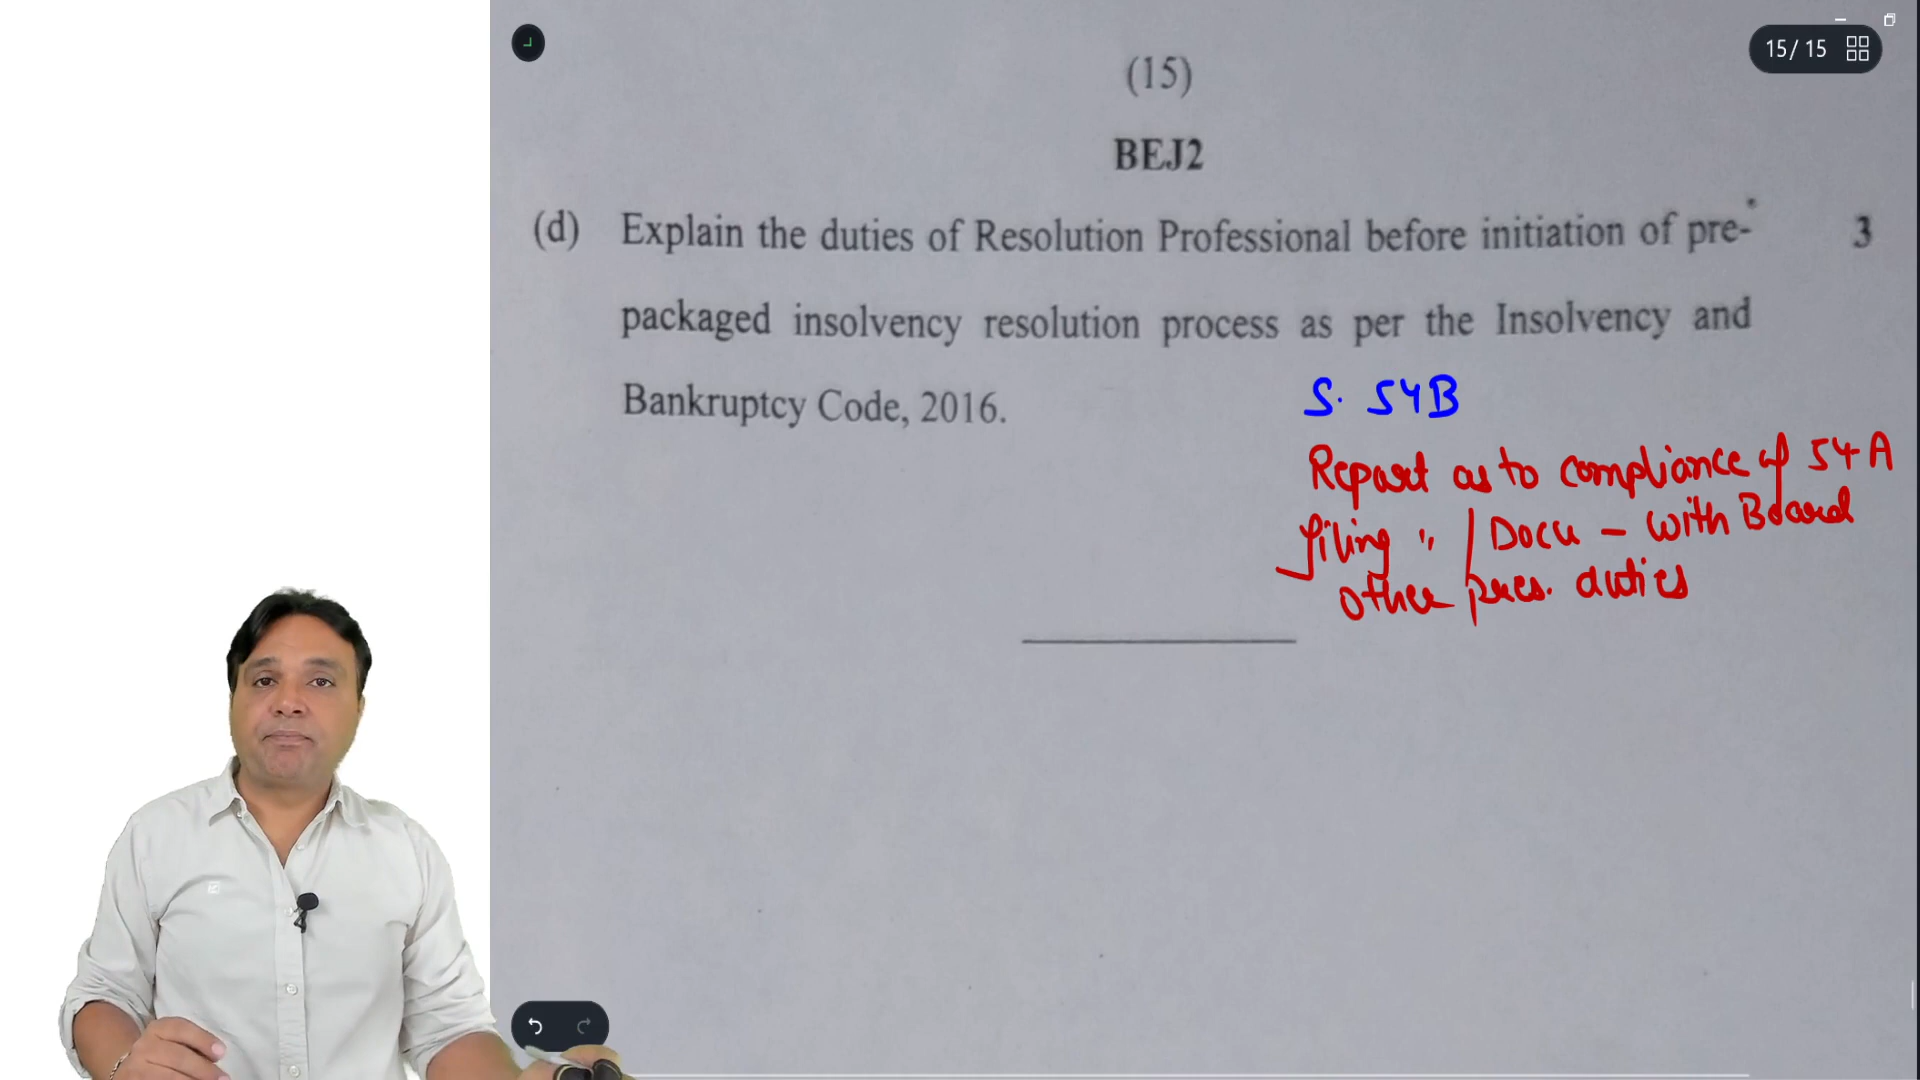 15/ 15
(15)
BEJ2
(d) Explain the duties of Resolution Professional before initiation of pre- 3
packaged insolvency resolution process as per the Insolvency and
Bankruptcy Code, 2016.
S. 54B
Report as to compliance of 54A
filing " / Docu – with Board
other pres. duties